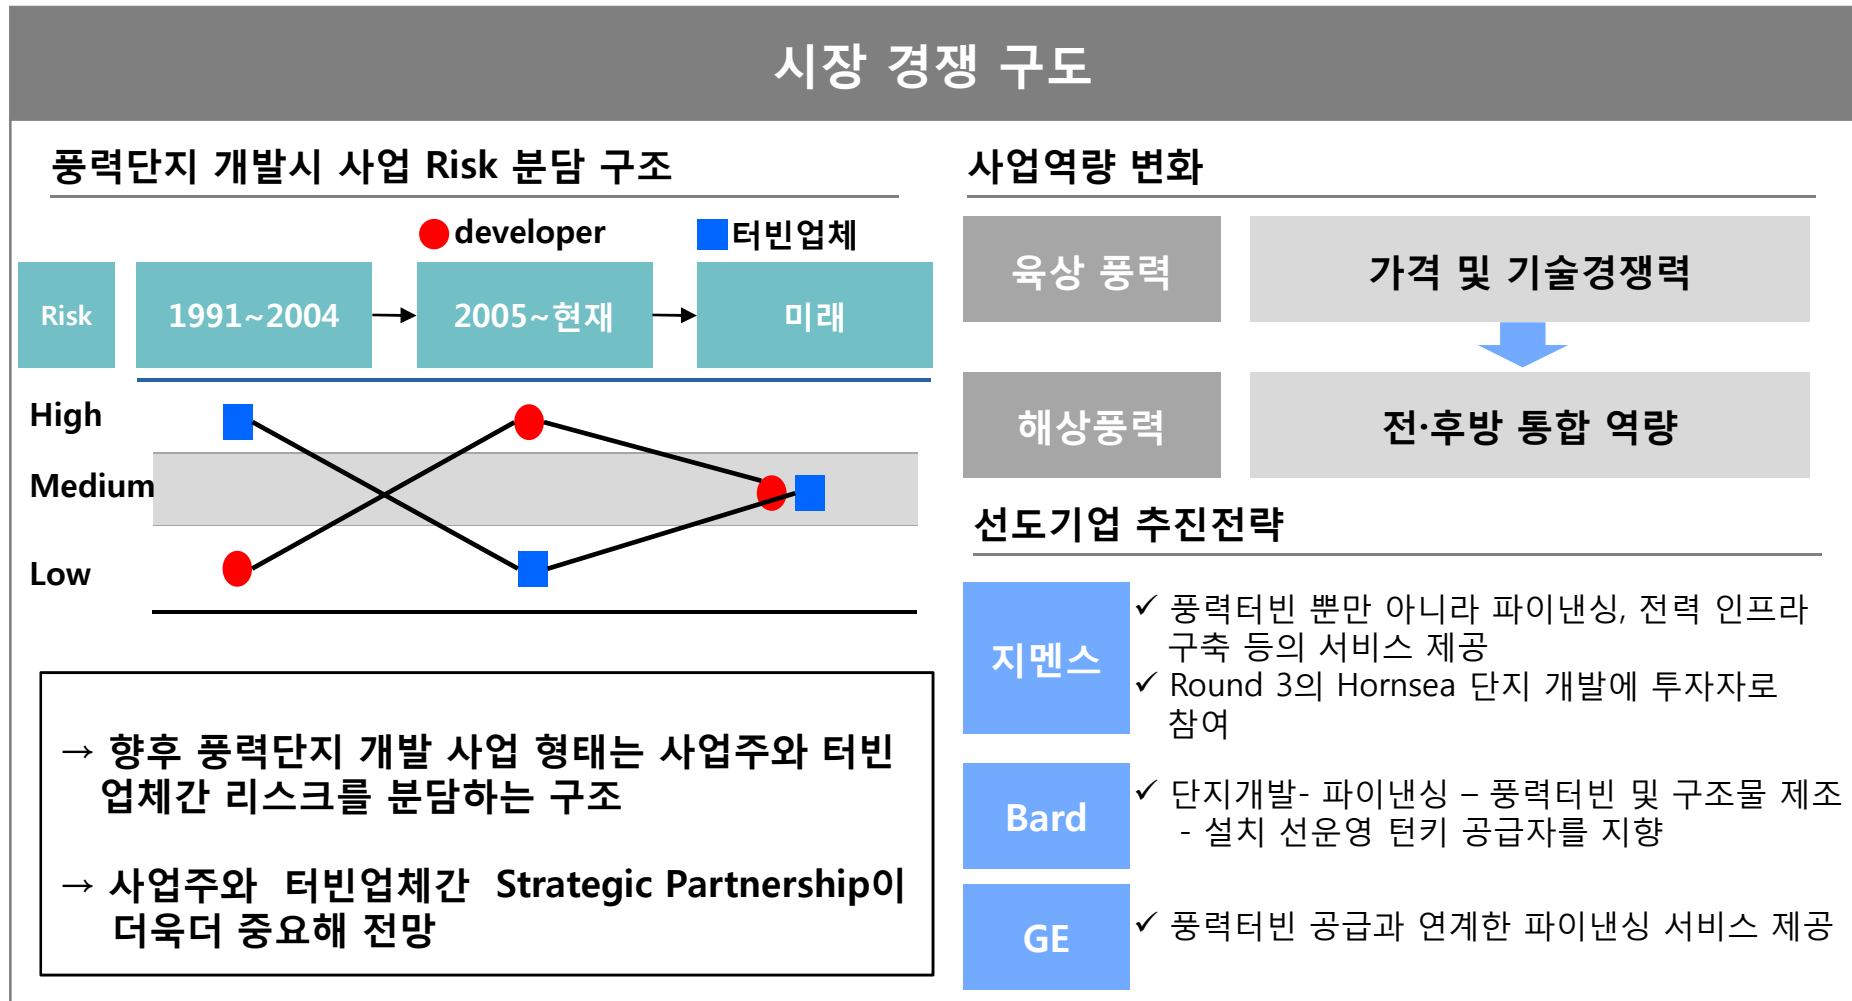 시장 경쟁 구도
풍력단지 개발시 사업 Risk 분담 구조
developer
터빈업체
Risk
1991~2004
2005~현재
미래
High
Medium
Low
→ 향후 풍력단지 개발 사업 형태는 사업주와 터빈
업체간 리스크를 분담하는 구조
→ 사업주와 터빈업체간 Strategic Partnership이
더욱더 중요해 전망
사업역량 변화
육상 풍력
가격 및 기술경쟁력
해상풍력
전·후방 통합 역량
선도기업 추진전략
지멘스
✓ 풍력터빈 뿐만 아니라 파이낸싱, 전력 인프라
구축 등의 서비스 제공
✓ Round 3의 Hornsea 단지 개발에 투자자로
참여
Bard
✓ 단지개발- 파이낸싱 – 풍력터빈 및 구조물 제조
- 설치 선운영 턴키 공급자를 지향
GE
✓ 풍력터빈 공급과 연계한 파이낸싱 서비스 제공